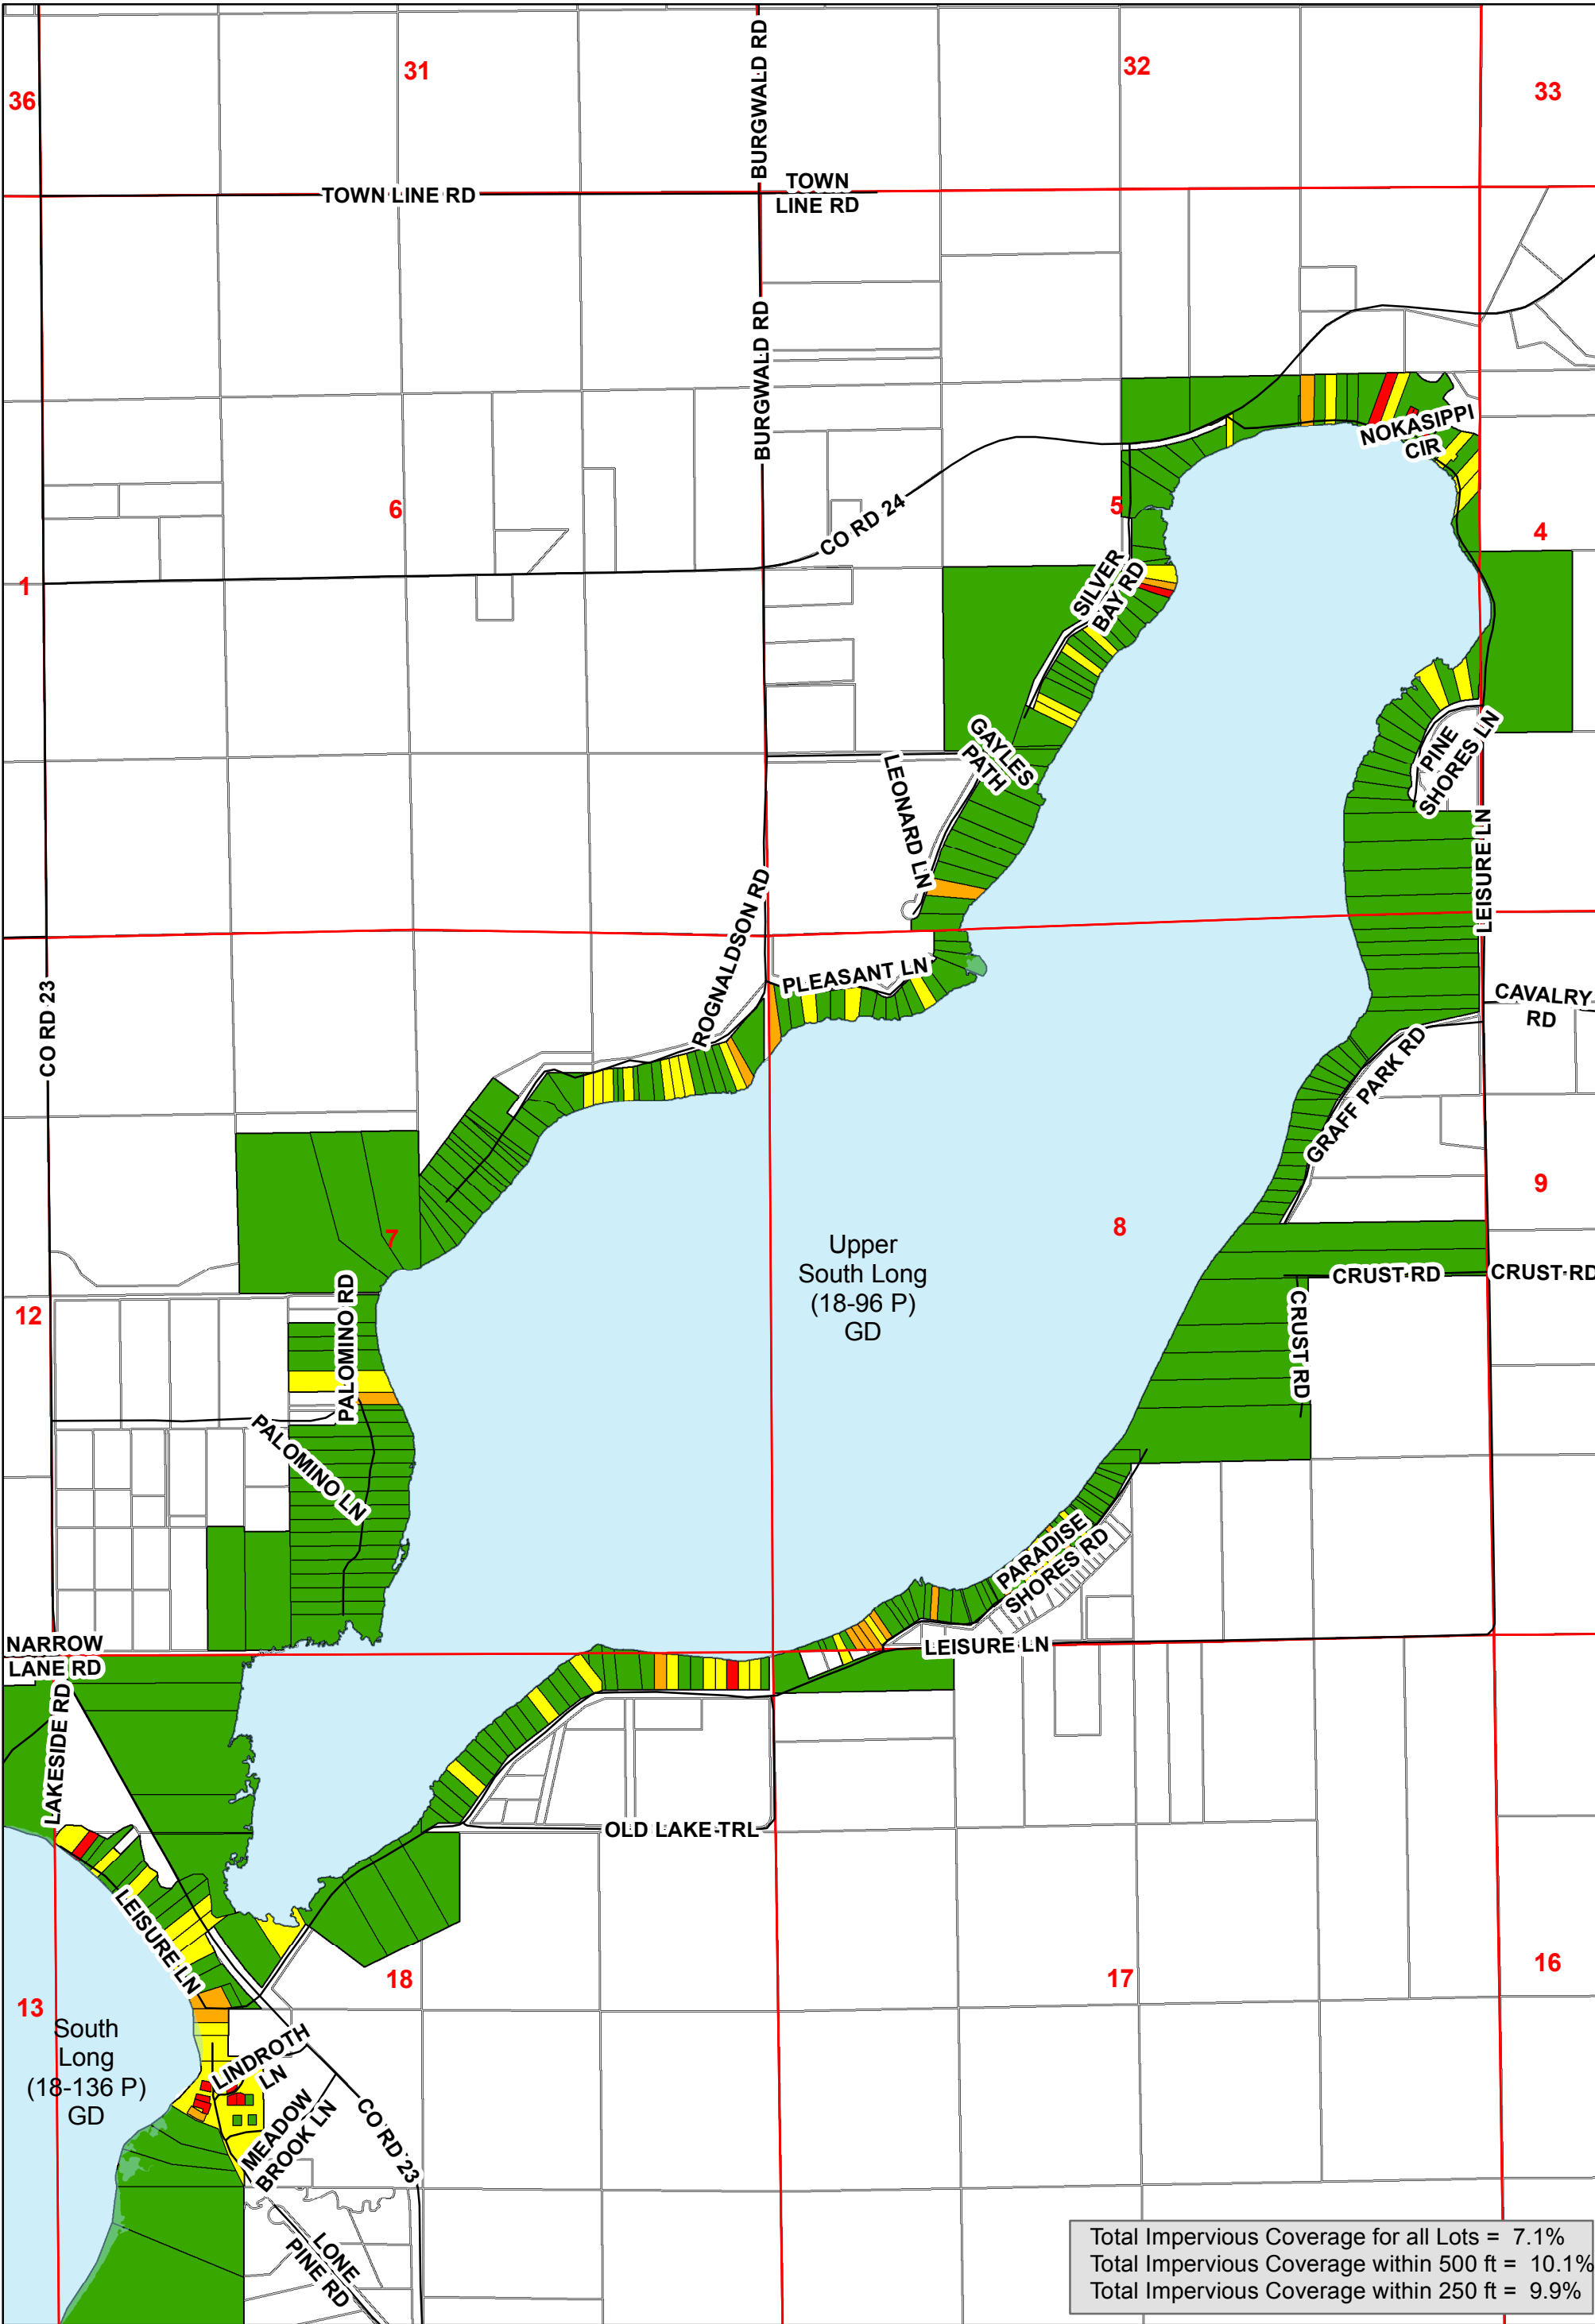 31
32
33
36
BURGWALD RD
TOWN LINE RD
TOWN
LINE RD
BURGWALD RD
NOKASIPPI
CIR
6
5
4
CO RD 24
1
SILVER
BAY RD
GAYLES
PATH
LEONARD LN
PINE
SHORES LN
LEISURE LN
ROGNALDSON RD
PLEASANT LN
CO RD 23
CAVALRY
RD
GRAFF PARK RD
9
7
8
Upper
South Long
(18-96 P)
GD
CRUST RD
CRUST RD
CRUST RD
12
PALOMINO RD
PALOMINO LN
PARADISE
SHORES RD
NARROW
LANE RD
LEISURE LN
LAKESIDE RD
OLD LAKE TRL
LEISURE LN
18
17
16
13
South
Long
(18-136 P)
GD
LINDROTH
LN
MEADOW
BROOK LN
CO RD 23
LONE
PINE RD
Total Impervious Coverage for all Lots = 7.1%
Total Impervious Coverage within 500 ft = 10.1%
Total Impervious Coverage within 250 ft = 9.9%